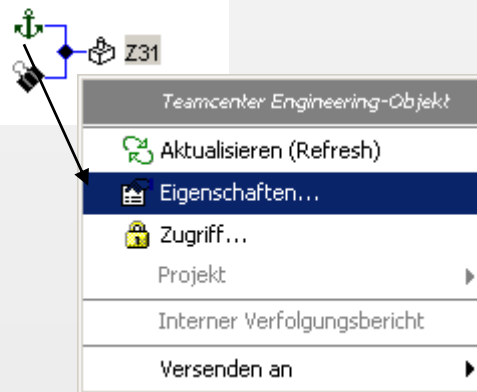 Z31
Teamcenter Engineering-Objekt
Aktualisieren (Refresh)
Eigenschaften...
Zugriff...
Projekt
Interner Verfolgungsbericht
Versenden an